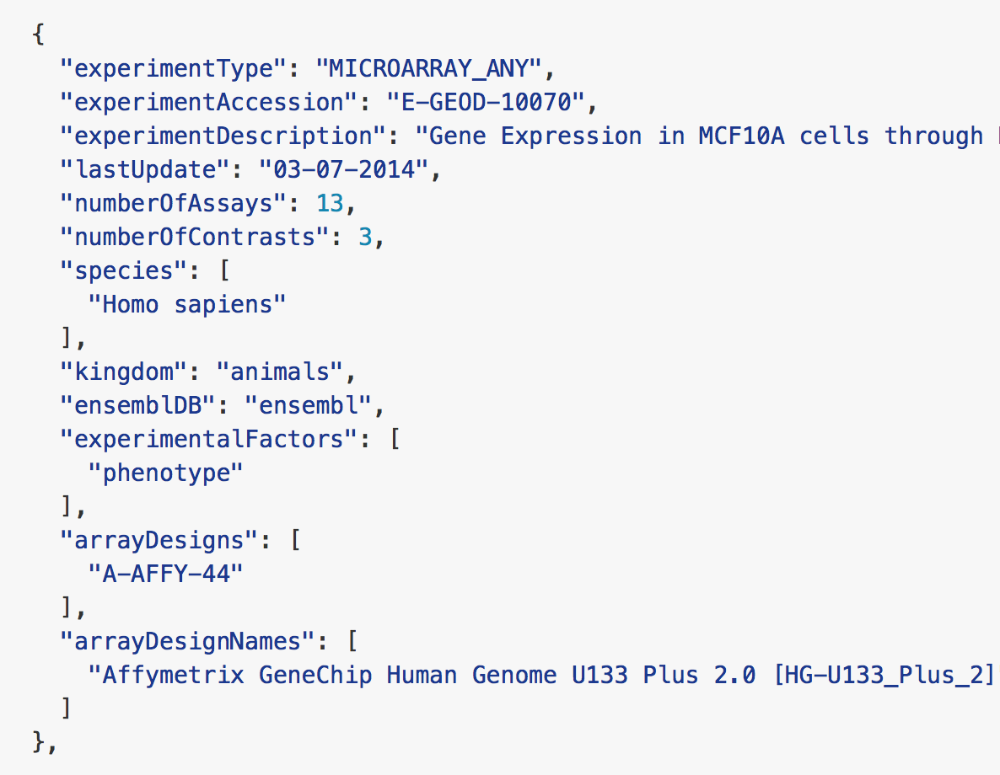 {
  "experimentType": "MICROARRAY_ANY",
  "experimentAccession": "E-GEOD-10070",
  "experimentDescription": "Gene Expression in MCF10A cells through
  "lastUpdate": "03-07-2014",
  "numberOfAssays": 13,
  "numberOfContrasts": 3,
  "species": [
    "Homo sapiens"
  ],
  "kingdom": "animals",
  "ensemblDB": "ensembl",
  "experimentalFactors": [
    "phenotype"
  ],
  "arrayDesigns": [
    "A-AFFY-44"
  ],
  "arrayDesignNames": [
    "Affymetrix GeneChip Human Genome U133 Plus 2.0 [HG-U133_Plus_2]"
  ]
},